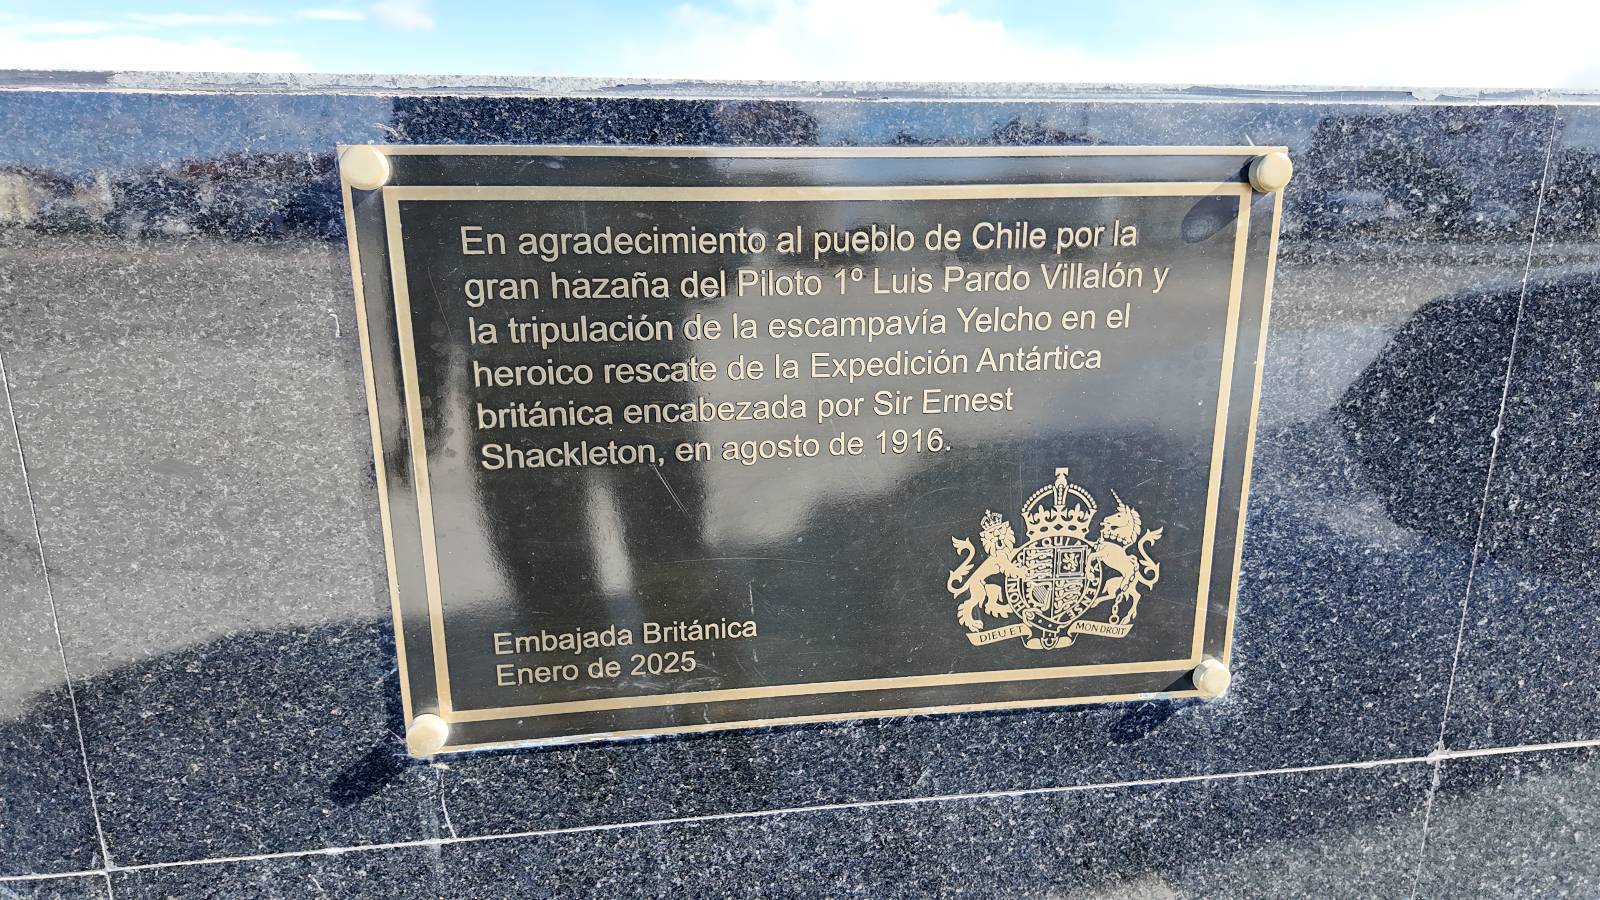 En agradecimiento al pueblo de Chile por la
gran hazaña del Piloto 1º Luis Pardo Villalón y
la tripulación de la escampavía Yelcho en el
heroico rescate de la Expedición Antártica
británica encabezada por Sir Ernest
Shackleton, en agosto de 1916.
QUI
HONI
DIEU ET MON DROIT
Embajada Británica
Enero de 2025